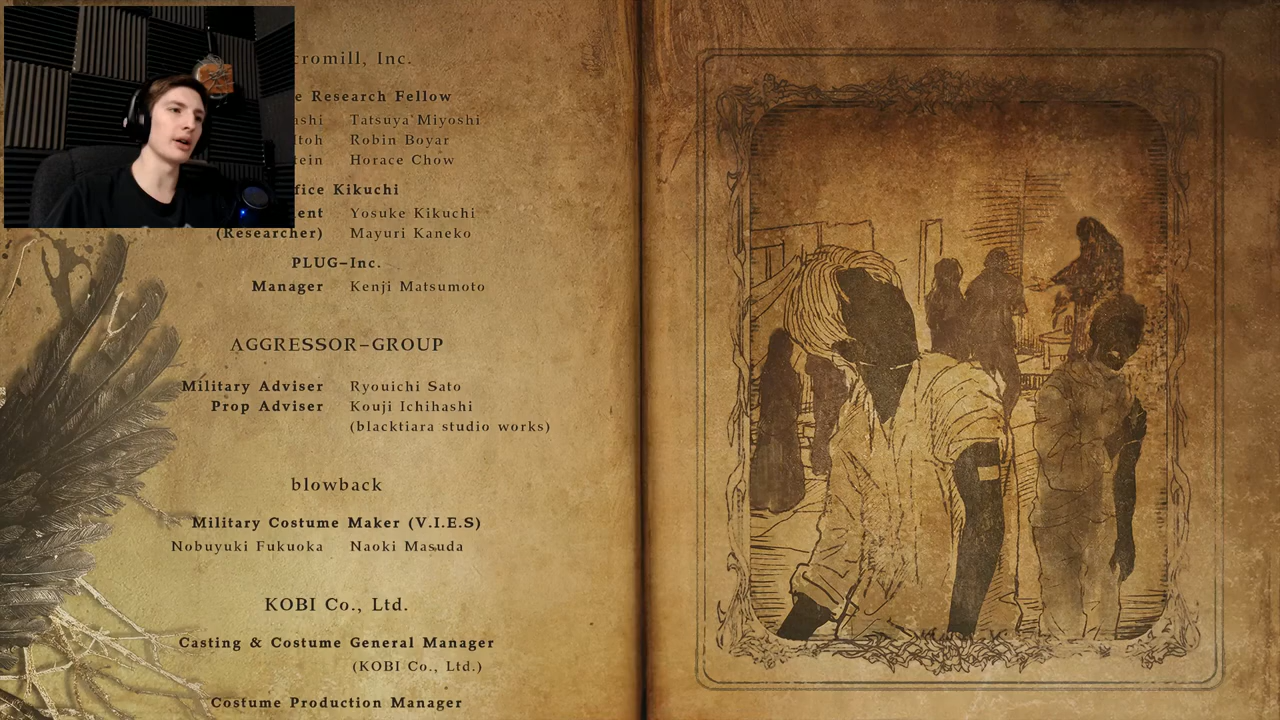 cromill, Inc.
e Research Fellow
ashi Tatsuya Miyoshi
Itoh Robin Boyar
tein Horace Chow
fice Kikuchi
ent Yosuke Kikuchi
(Researcher) Mayuri Kaneko
PLUG–Inc.
Manager Kenji Matsumoto
AGGRESSOR–GROUP
Military Adviser Ryouichi Sato
Prop Adviser Kouji Ichihashi
(blacktiara studio works)
blowback
Military Costume Maker (V.I.E.S)
Nobuyuki Fukuoka Naoki Masuda
KOBI Co., Ltd.
Casting & Costume General Manager
(KOBI Co., Ltd.)
Costume Production Manager